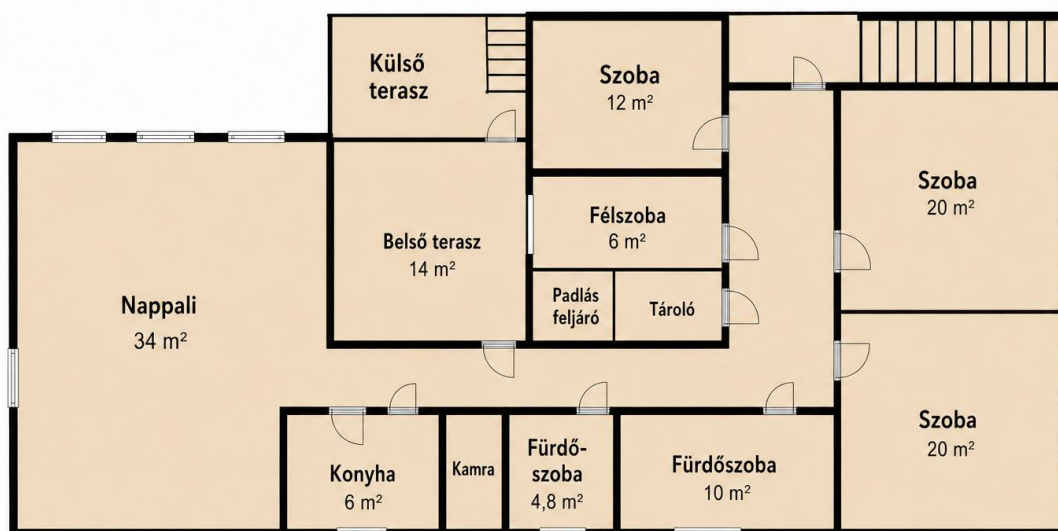 Külső
terasz
Szoba
12 m²
Szoba
20 m²
Félszoba
6 m²
Belső terasz
14 m²
Padlás
feljáró
Tároló
Nappali
34 m²
Szoba
20 m²
Konyha
6 m²
Kamra
Fürdő-
szoba
4,8 m²
Fürdőszoba
10 m²